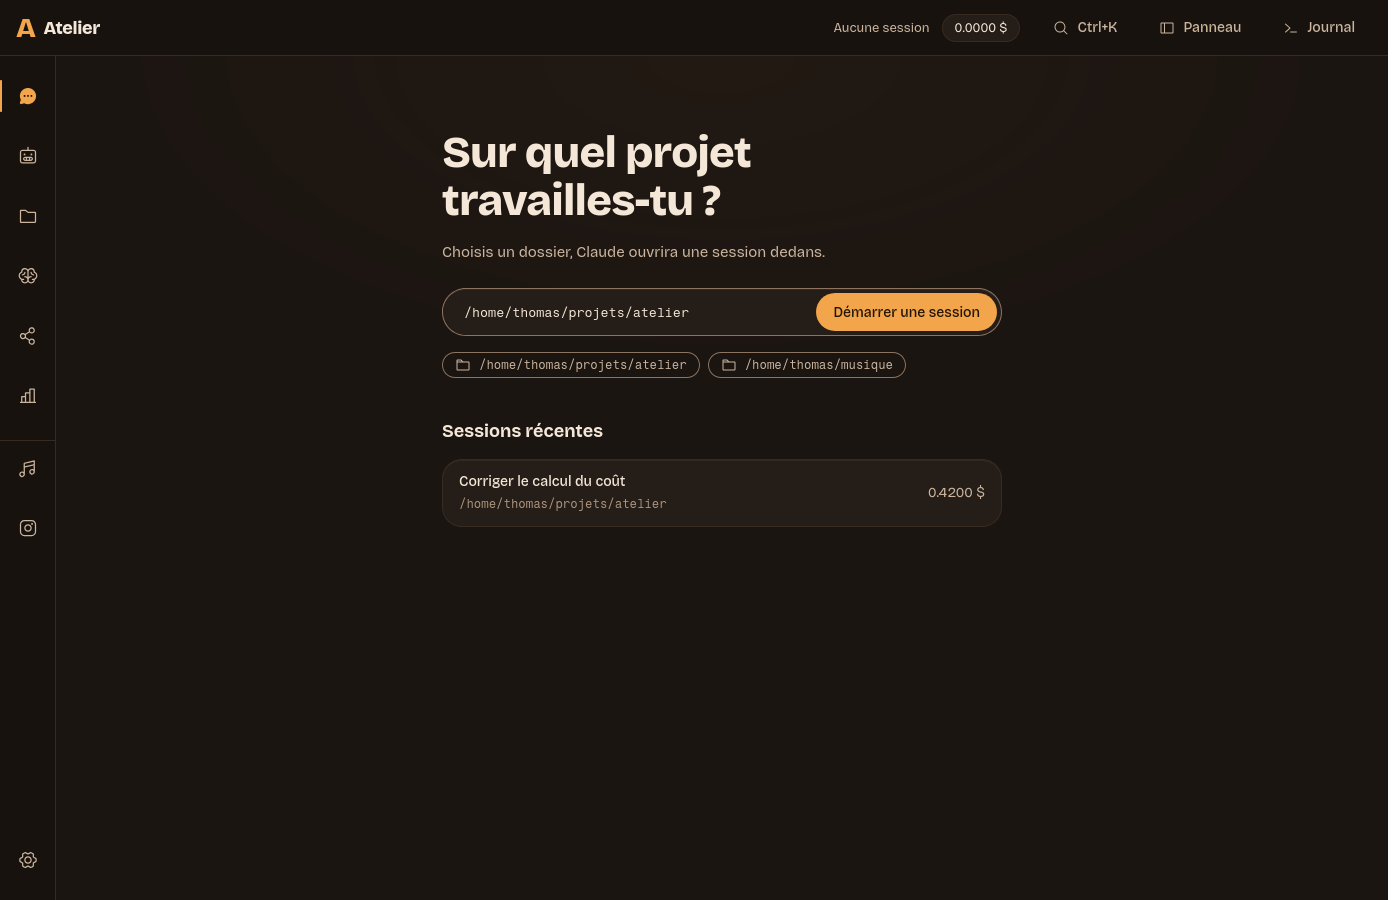 A Atelier
Aucune session
0.0000 $
Ctrl+K
Panneau
Journal
Sur quel projet
travailles-tu ?
Choisis un dossier, Claude ouvrira une session dedans.
/home/thomas/projets/atelier
Démarrer une session
/home/thomas/projets/atelier
/home/thomas/musique
Sessions récentes
Corriger le calcul du coût
/home/thomas/projets/atelier
0.4200 $